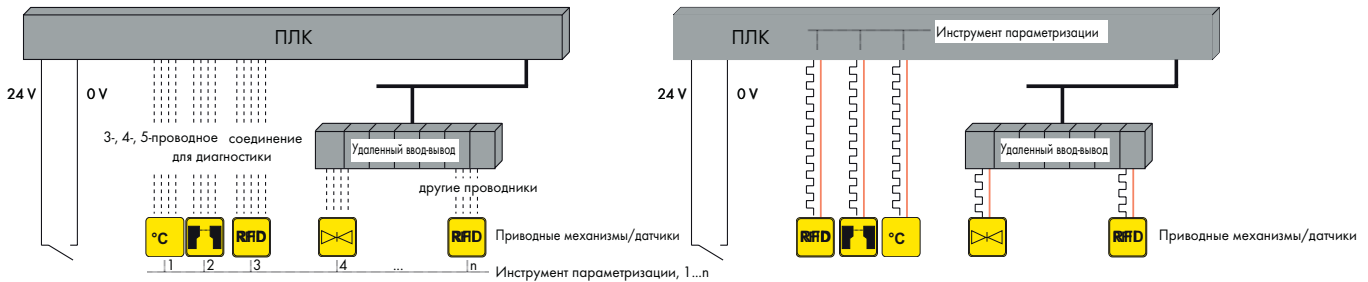 ПЛК
24 V
0 V
3-, 4-, 5-проводное соединение
для диагностики
Удаленный ввод-вывод
другие проводники
°C
RFID
RFID
Приводные механизмы/датчики
1
2
3
4
...
n
Инструмент параметризации, 1...n
ПЛК
Инструмент параметризации
24 V
0 V
Удаленный ввод-вывод
RFID
°C
RFID
Приводные механизмы/датчики